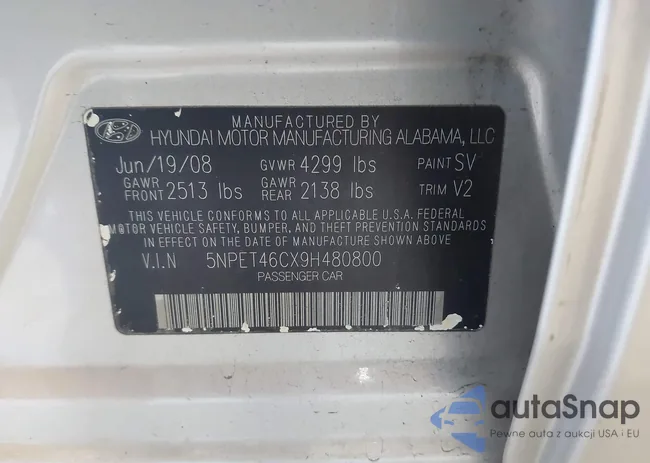 MANUFACTURED BY
HYUNDAI MOTOR MANUFACTURING ALABAMA, LLC
Jun/19/08 GVWR 4299 lbs PAINT SV
GAWR FRONT 2513 lbs GAWR REAR 2138 lbs TRIM V2
THIS VEHICLE CONFORMS TO ALL APPLICABLE U.S.A. FEDERAL
MOTOR VEHICLE SAFETY, BUMPER, AND THEFT PREVENTION STANDARDS
IN EFFECT ON THE DATE OF MANUFACTURE SHOWN ABOVE
V.I.N 5NPET46CX9H480800
PASSENGER CAR
autaSnap
Pewne auta z aukcji USA i EU